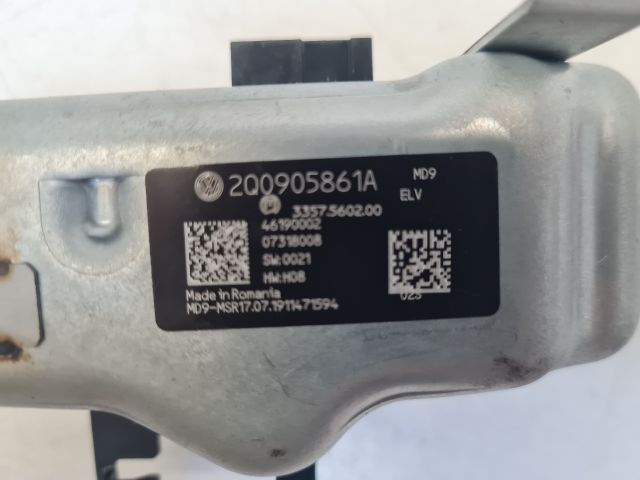 2Q0905861A MD9
ELV
3357.5602.00
46190002
07318008
SW:0021
HW:H08
023
Made in Romania
MD9-MSR17.07.1911471594